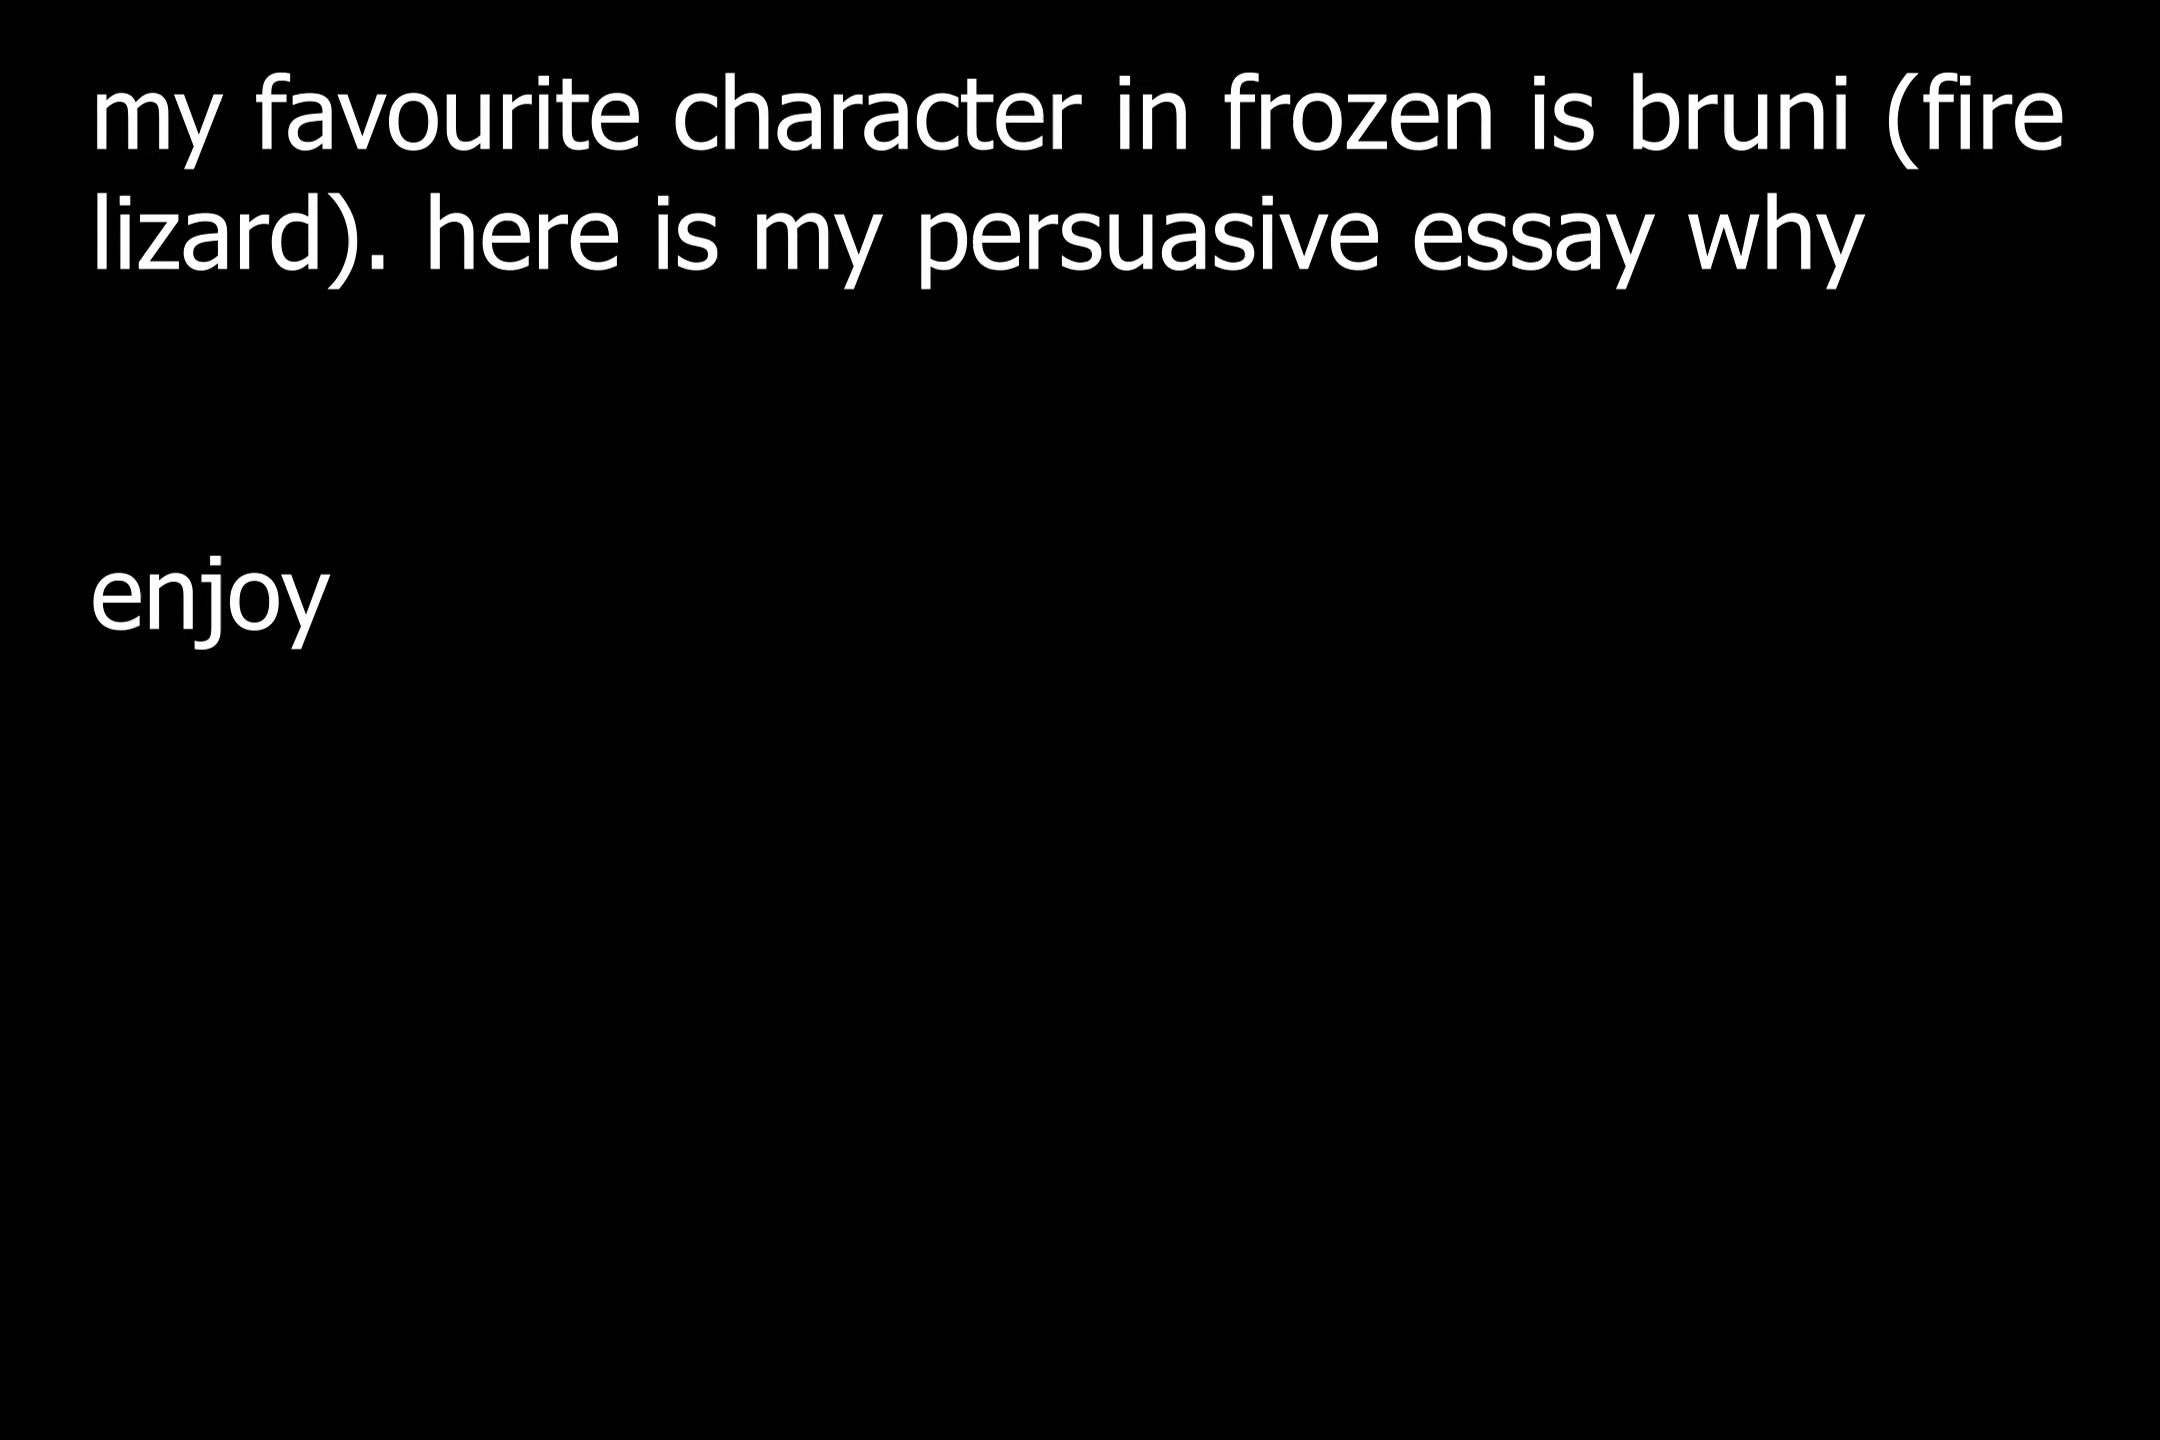 my favourite character in frozen is bruni (fire
lizard). here is my persuasive essay why
enjoy